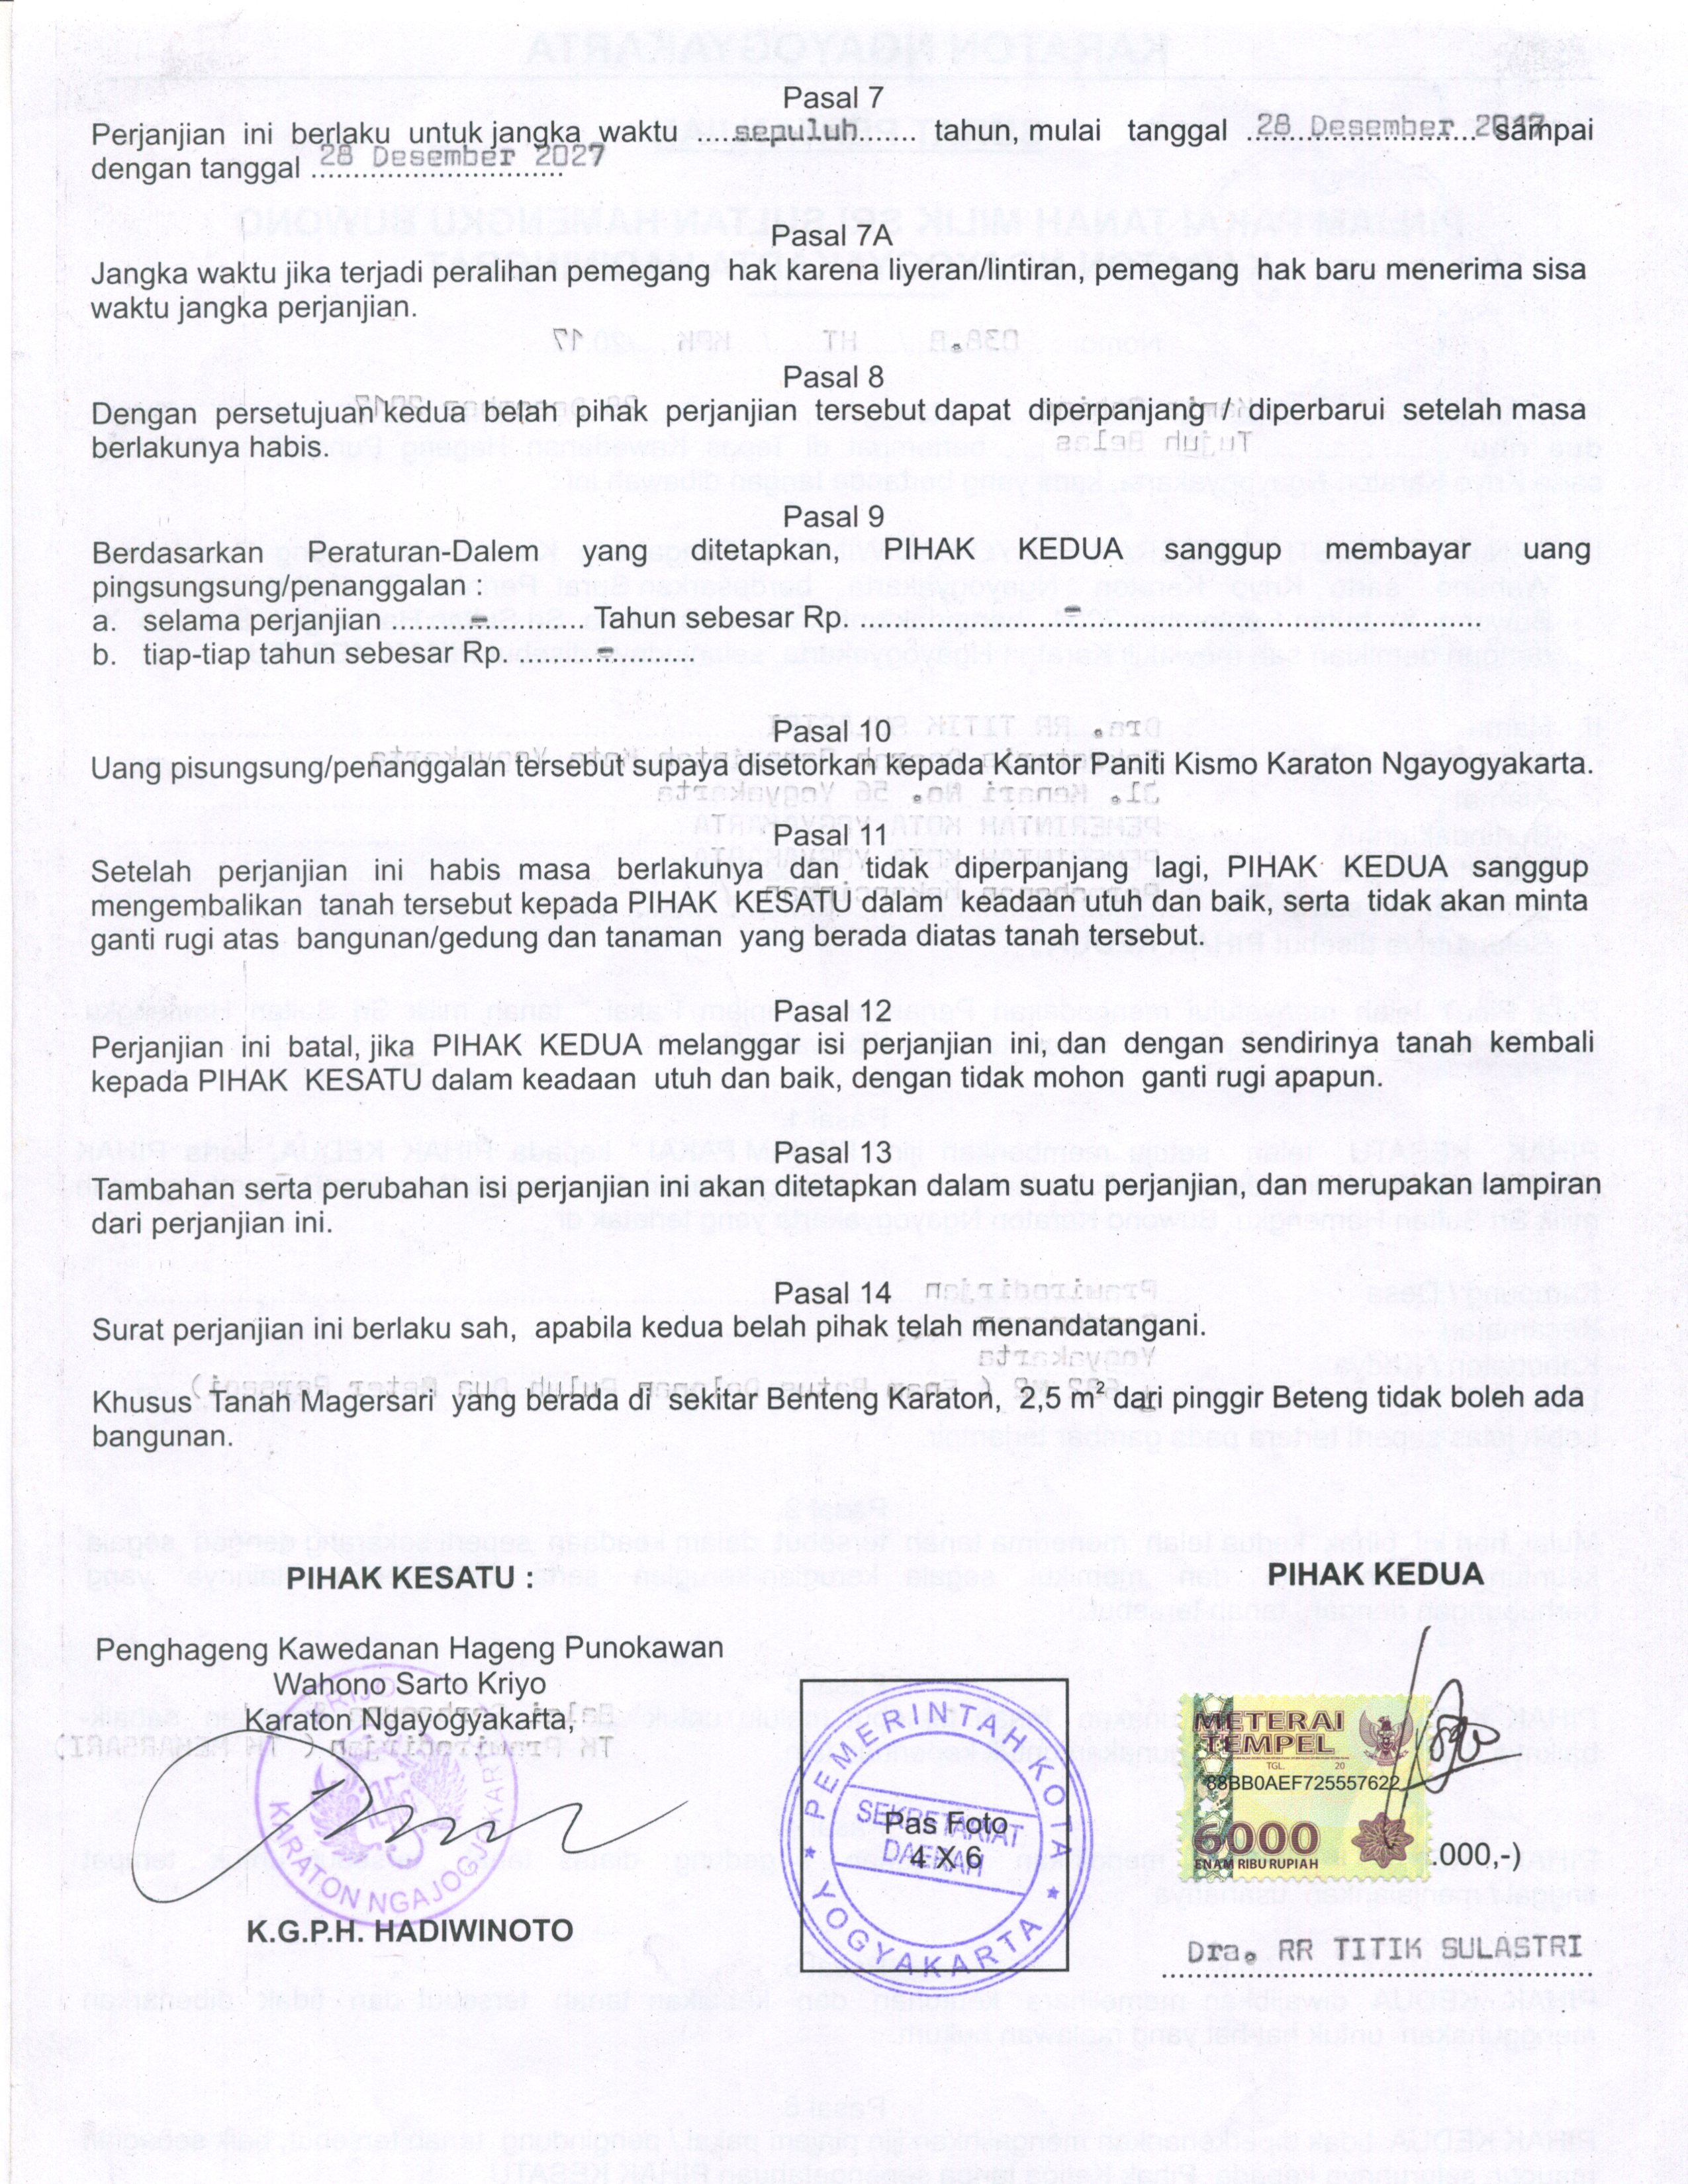 Pasal 7
Perjanjian ini berlaku untuk jangka waktu .....sepuluh....... tahun, mulai tanggal 28 Desember 2017 sampai
dengan tanggal 28 Desember 2027
Pasal 7A
Jangka waktu jika terjadi peralihan pemegang hak karena liyeran/lintiran, pemegang hak baru menerima sisa
waktu jangka perjanjian.
Pasal 8
Dengan persetujuan kedua belah pihak perjanjian tersebut dapat diperpanjang / diperbarui setelah masa
berlakunya habis.
Pasal 9
Berdasarkan Peraturan-Dalem yang ditetapkan, PIHAK KEDUA sanggup membayar uang
pingsungsung/penanggalan :
a. selama perjanjian ..........-............ Tahun sebesar Rp. ..........................-..................................................
b. tiap-tiap tahun sebesar Rp ............-..........
Pasal 10
Uang pisungsung/penanggalan tersebut supaya disetorkan kepada Kantor Paniti Kismo Karaton Ngayogyakarta.
Pasal 11
Setelah perjanjian ini habis masa berlakuhya dan tidak diperpanjang lagi, PIHAK KEDUA sanggup
mengembalikan tanah tersebut kepada PIHAK KESATU dalam keadaan utuh dan baik, serta tidak akan minta
ganti rugi atas bangunan/gedung dan tanaman yang berada diatas tanah tersebut.
Pasal 12
Perjanjian ini batal, jika PIHAK KEDUA melanggar isi perjanjian ini, dan dengan sendirinya tanah kembali
kepada PIHAK KESATU dalam keadaan utuh dan baik, dengan tidak mohon ganti rugi apapun.
Pasal 13
Tambahan serta perubahan isi perjanjian ini akan ditetapkan dalam suatu perjanjian, dan merupakan lampiran
dari perjanjian ini.
Pasal 14
Surat perjanjian ini berlaku sah, apabila kedua belah pihak telah menandatangani.
Khusus Tanah Magersari yang berada di sekitar Benteng Karaton, 2,5 m² dari pinggir Beteng tidak boleh ada
bangunan.
PIHAK KESATU :
PIHAK KEDUA
Penghageng Kawedanan Hageng Punokawan
Wahono Sarto Kriyo
Karaton Ngayogyakarta,
KARATON NGAJOGJOKARTA
K.G.P.H. HADIWINOTO
PEMERINTAH KOTA
SEKRETARIAT
DAERAH
YOGYAKARTA
Pas Foto
4 X 6
METERAI
TEMPEL
TGL. 20
88BB0AEF725557622
6000
ENAM RIBU RUPIAH
.000,-)
Dra. RR TITIK SULASTRI